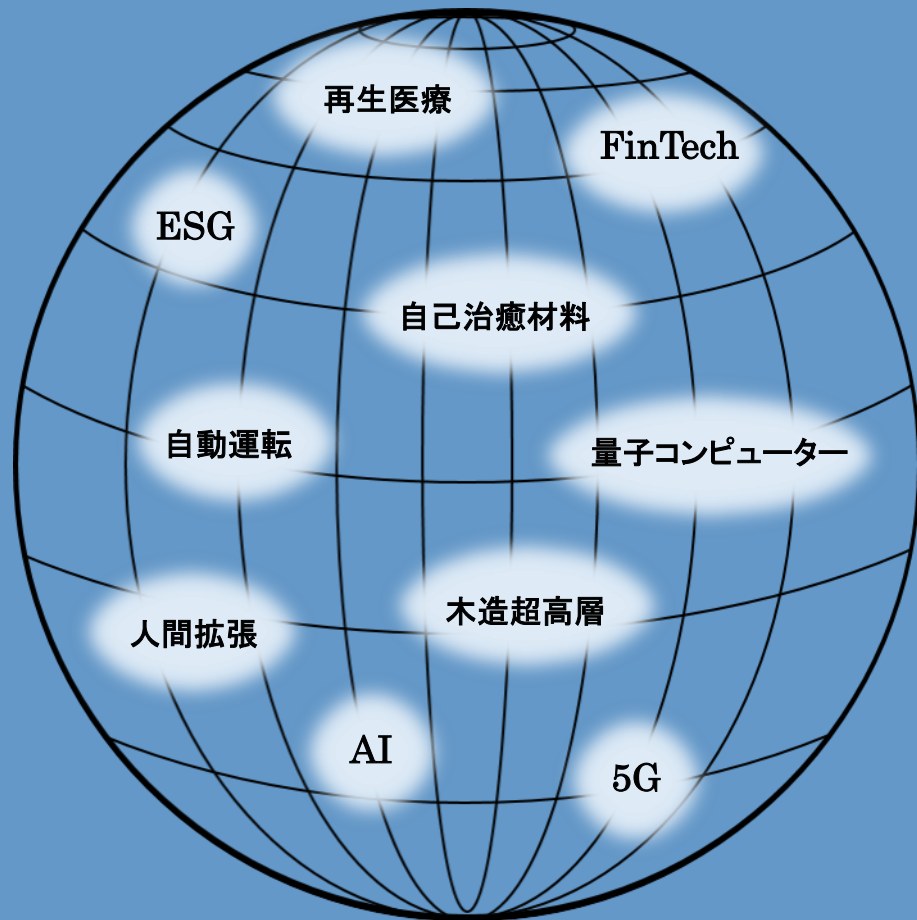 再生医療
FinTech
ESG
自己治癒材料
自動運転
量子コンピューター
人間拡張
木造超高層
AI
5G